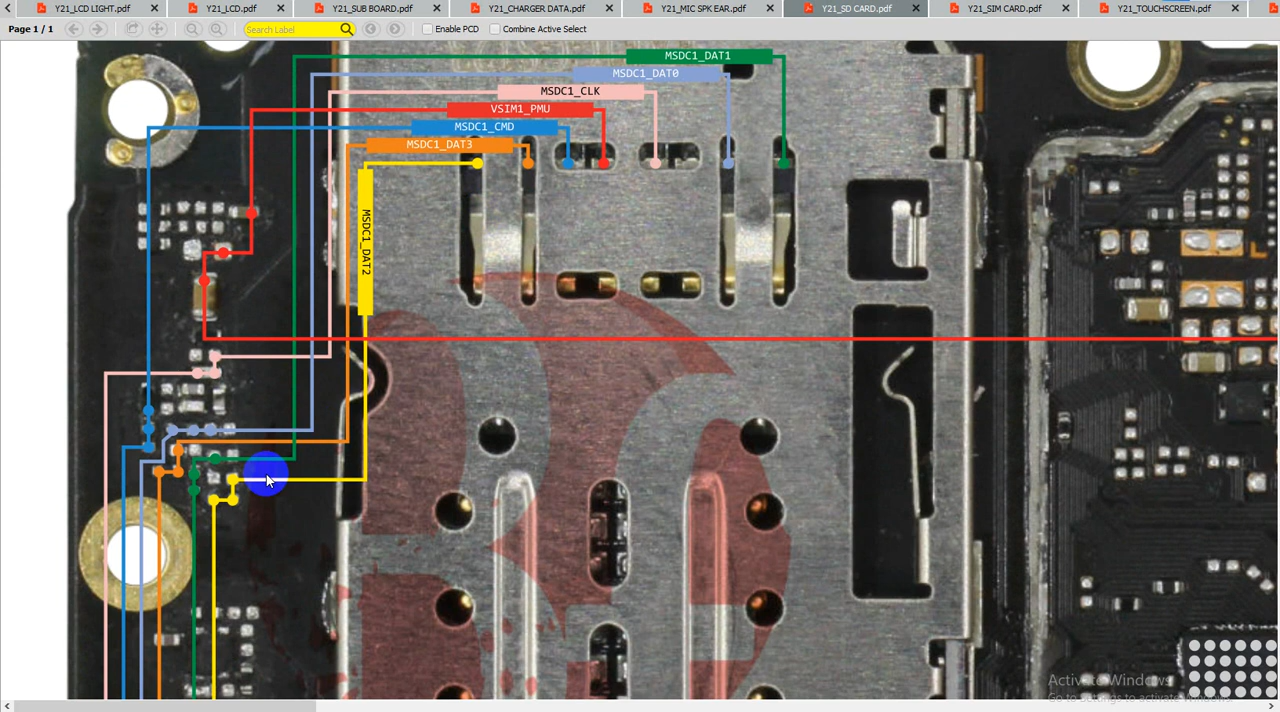 Y21_LCD LIGHT.pdf
Y21_LCD.pdf
Y21_SUB BOARD.pdf
Y21_CHARGER DATA.pdf
Y21_MIC SPK EAR.pdf
Y21_SD CARD.pdf
Y21_SIM CARD.pdf
Y21_TOUCHSCREEN.pdf
Page 1 / 1
Search Label
Enable PCD
Combine Active Select
MSDC1_DAT1
MSDC1_DAT0
MSDC1_CLK
VSIM1_PMU
MSDC1_CMD
MSDC1_DAT3
MSDC1_DAT2
Activate Windows
Go to Settings to activate Windows.